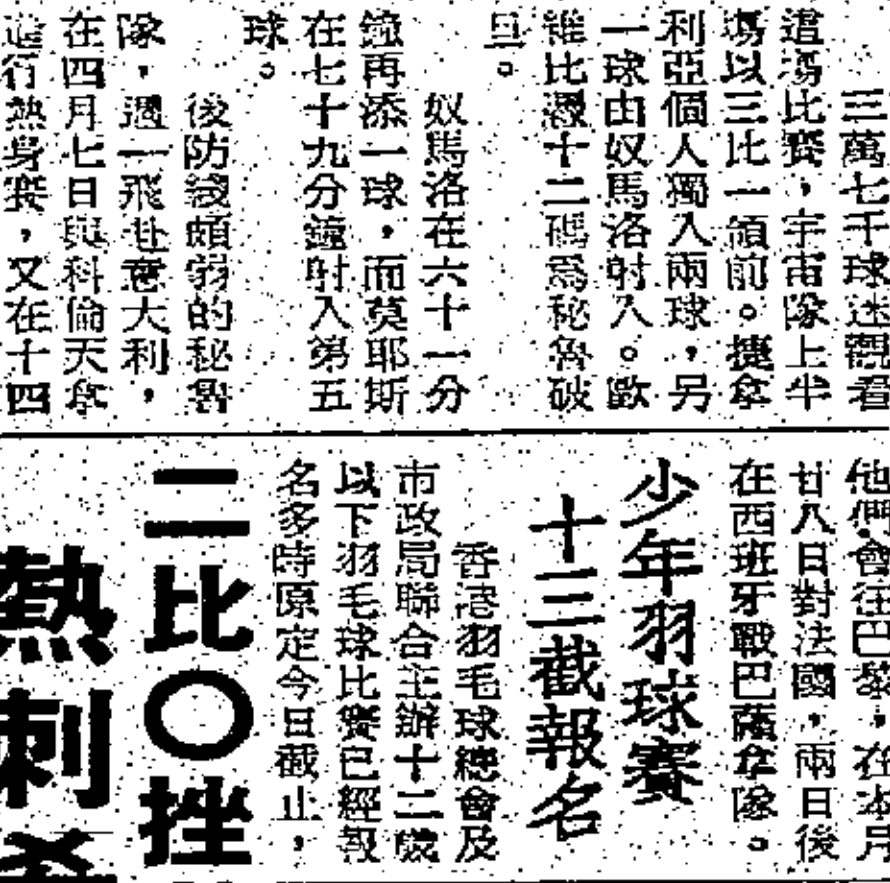 三萬七千球迷觀看
這場比賽，宇宙隊上半
場以三比一領前。捷拿
利亞個人獨入兩球，另
一球由奴馬洛射入。歐
維比憑十二碼爲秘魯破
旦。
奴馬洛在六十一分
鐘再添一球，而莫耶斯
在七十九分鐘射入第五
球。
後防綫頗弱的秘魯
隊，週一飛赴意大利，
在四月七日與科倫天拿
進行熱身賽，又在十四
他們會往巴黎，在本月
廿八日對法國，兩日後
在西班牙戰巴薩拿隊。
少年羽球賽
十三截報名
香港羽毛球總會及
市政局聯合主辦十二歲
以下羽毛球比賽已經報
名多時原定今日截止，
二比〇挫
熱刺